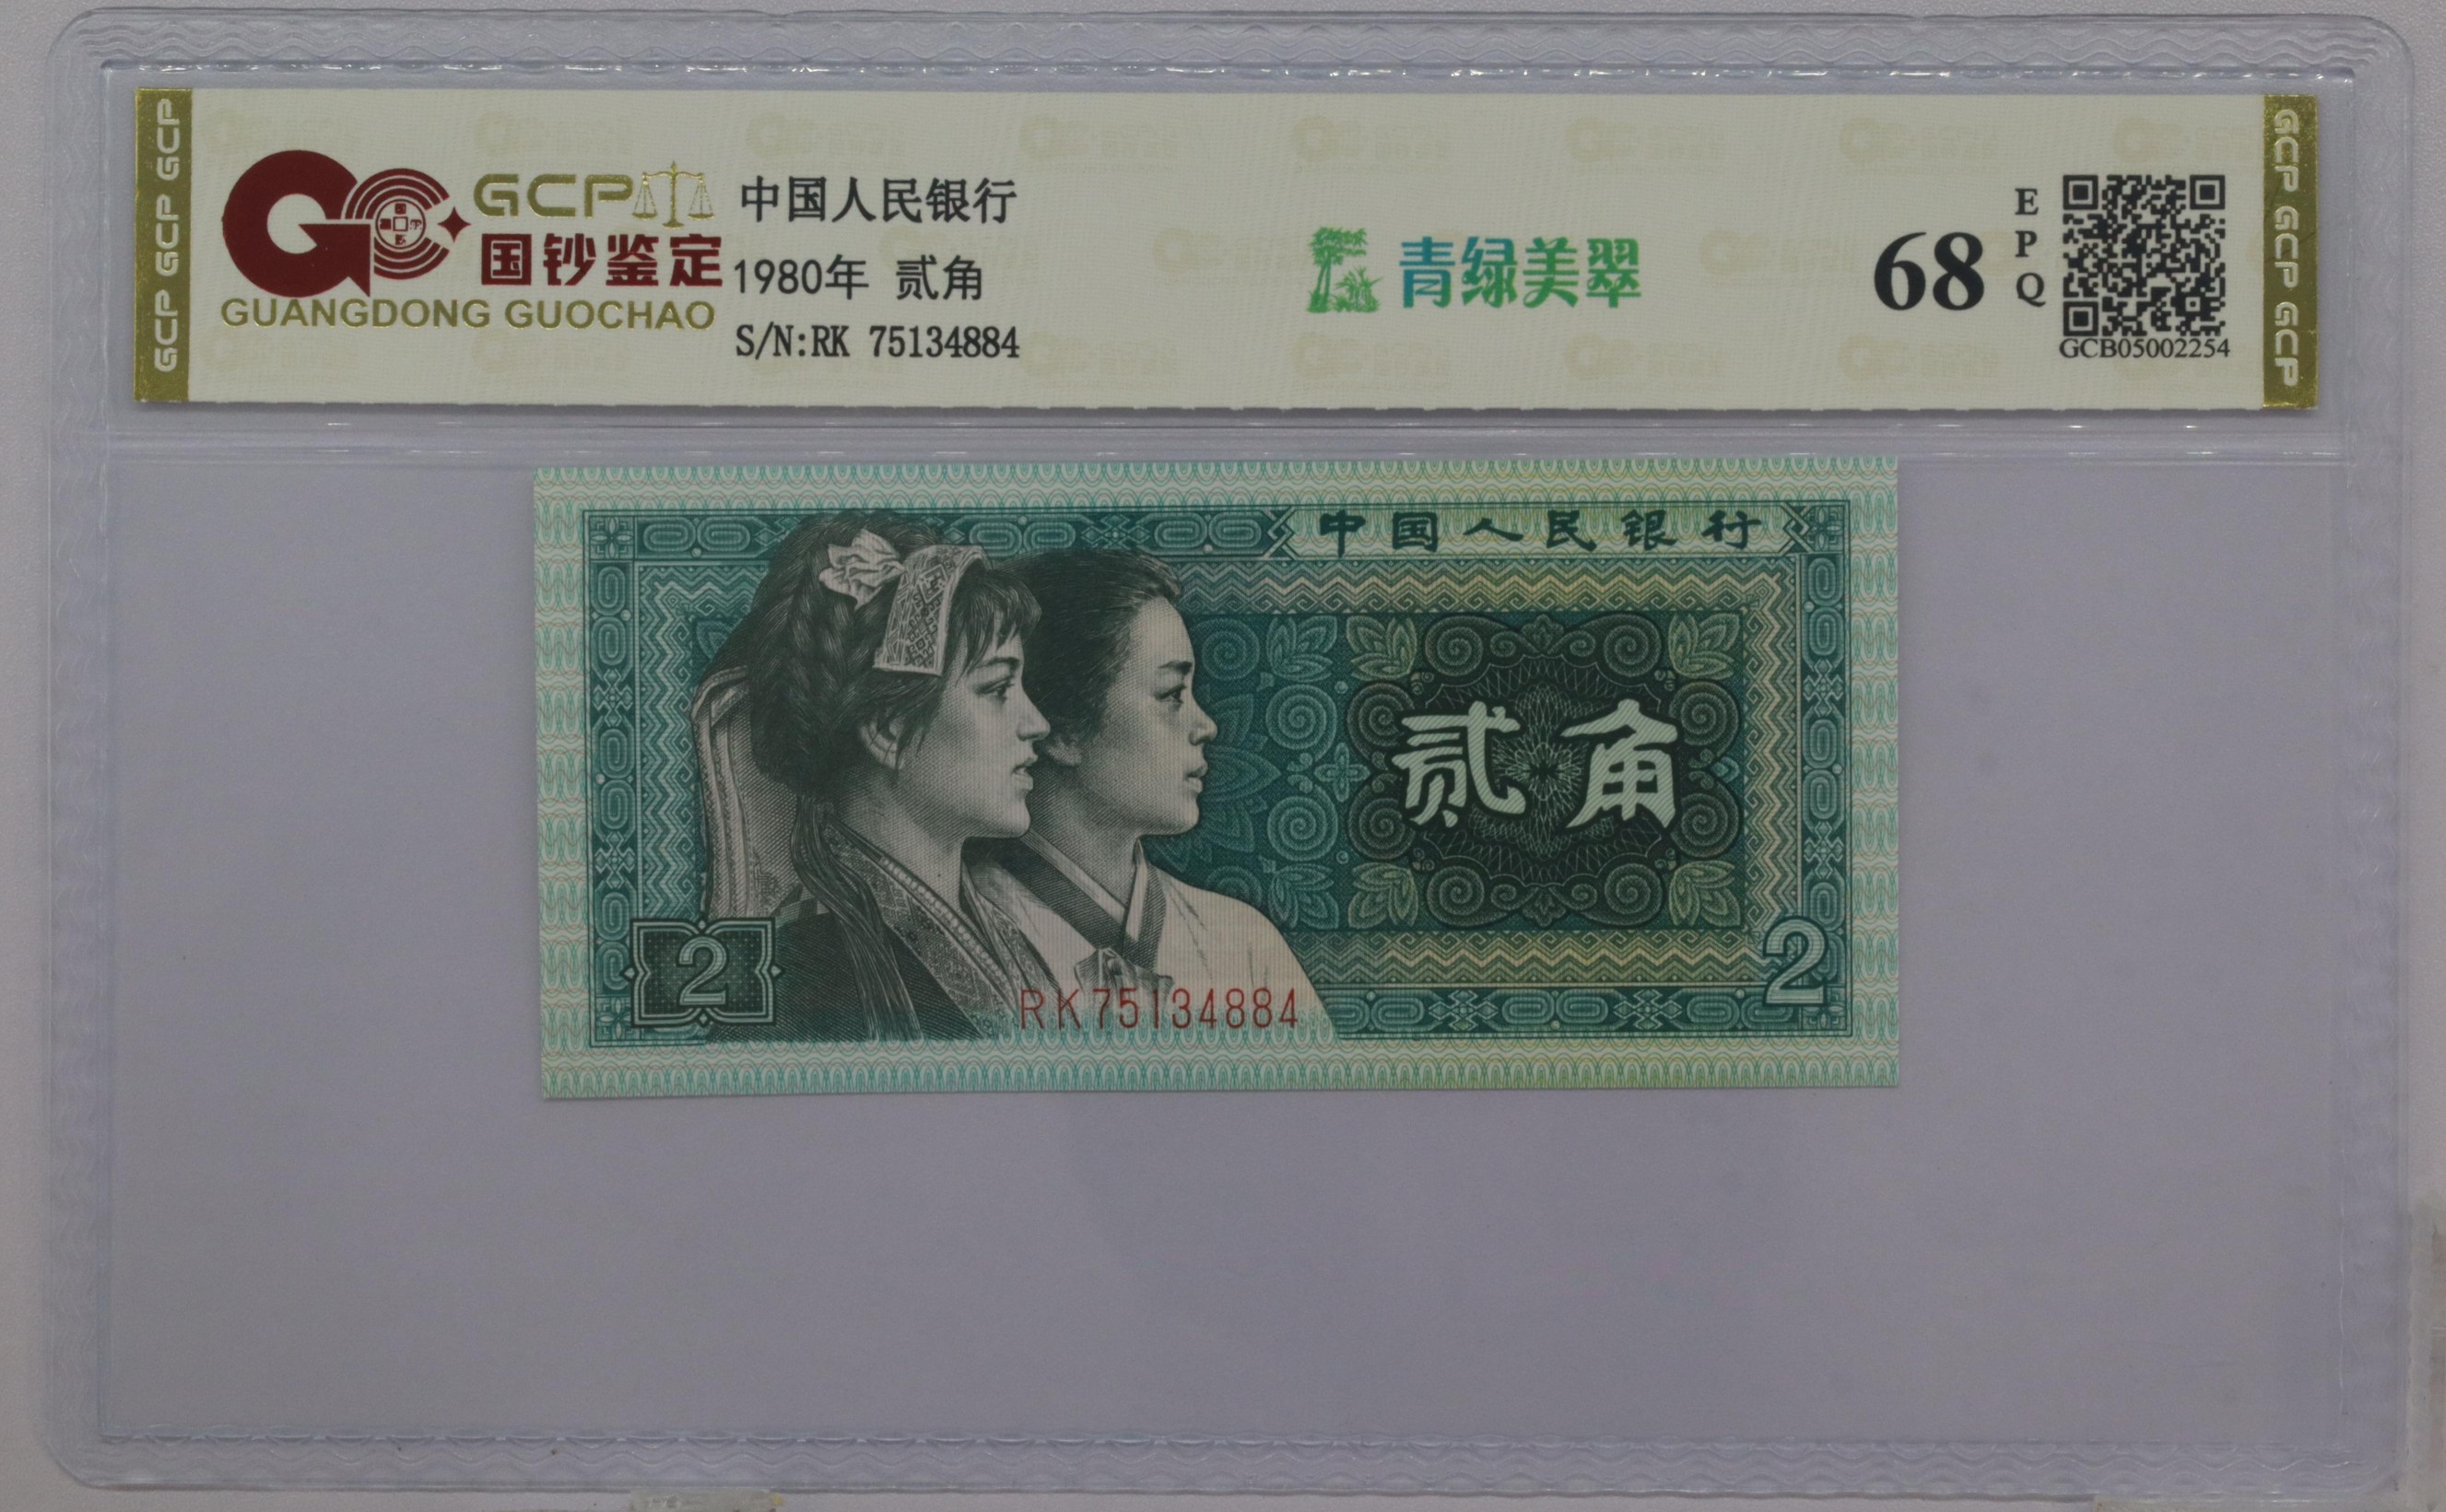 GCP GCP GCP
GCP
国钞鉴定
GUANGDONG GUOCHAO
中国人民银行
1980年 贰角
S/N:RK 75134884
青绿美翠
68
EPQ
GCB05002254
GCP GCP GCP
中国人民银行
贰角
2
RK75134884
2